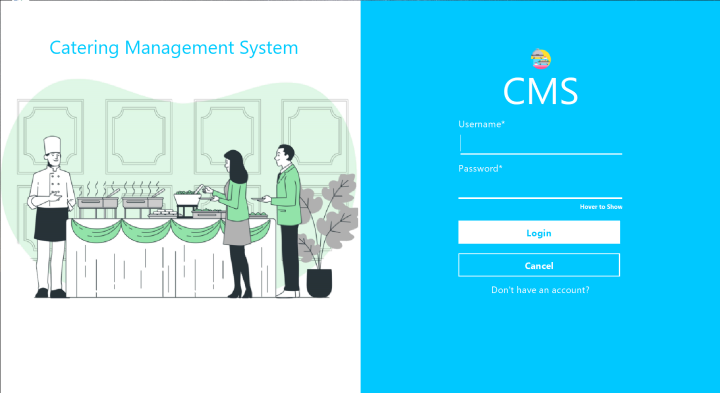 Catering Management System
CMS
Username*
Password*
Hover to Show
Login
Cancel
Don't have an account?